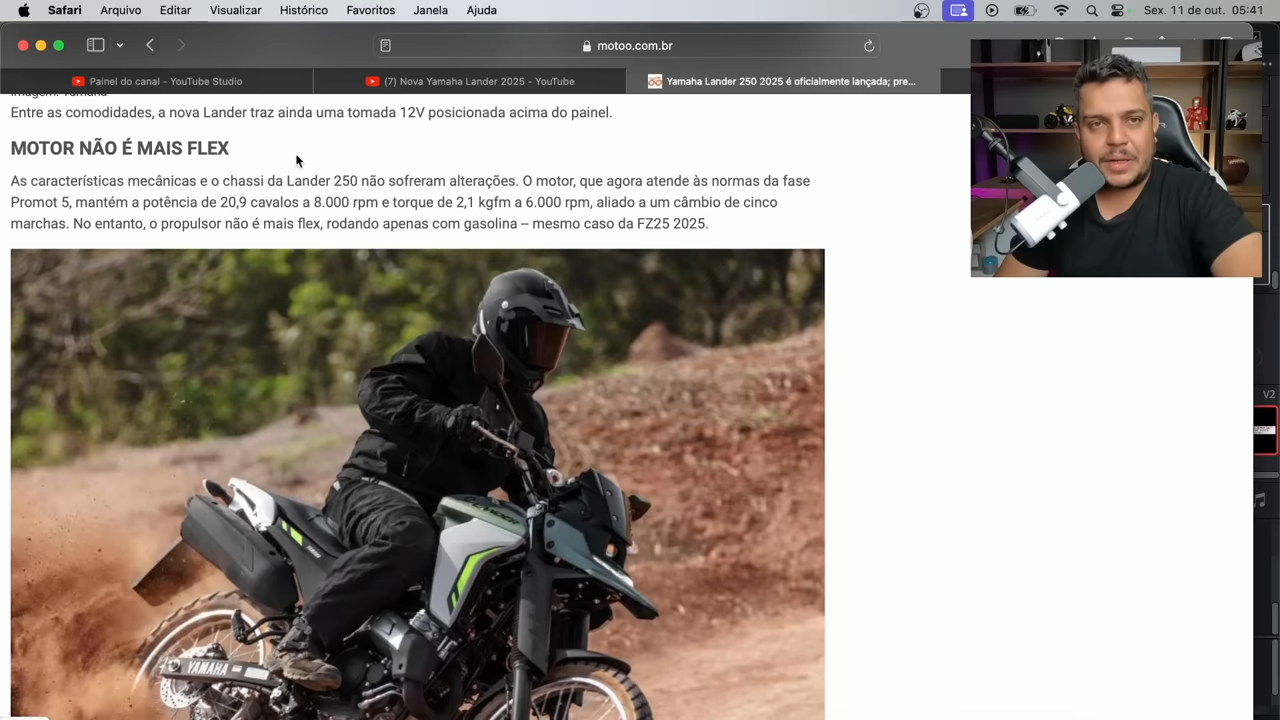 Safari Arquivo Editar Visualizar Histórico Favoritos Janela Ajuda Sex. 11 de out. 05:41
motoo.com.br
Painel do canal - YouTube Studio
(7) Nova Yamaha Lander 2025 - YouTube
Yamaha Lander 250 2025 é oficialmente lançada; pre...
Imagem: Yamaha
Entre as comodidades, a nova Lander traz ainda uma tomada 12V posicionada acima do painel.
MOTOR NÃO É MAIS FLEX
As características mecânicas e o chassi da Lander 250 não sofreram alterações. O motor, que agora atende às normas da fase
Promot 5, mantém a potência de 20,9 cavalos a 8.000 rpm e torque de 2,1 kgfm a 6.000 rpm, aliado a um câmbio de cinco
marchas. No entanto, o propulsor não é mais flex, rodando apenas com gasolina -- mesmo caso da FZ25 2025.
V2
LANDER
YAMAHA